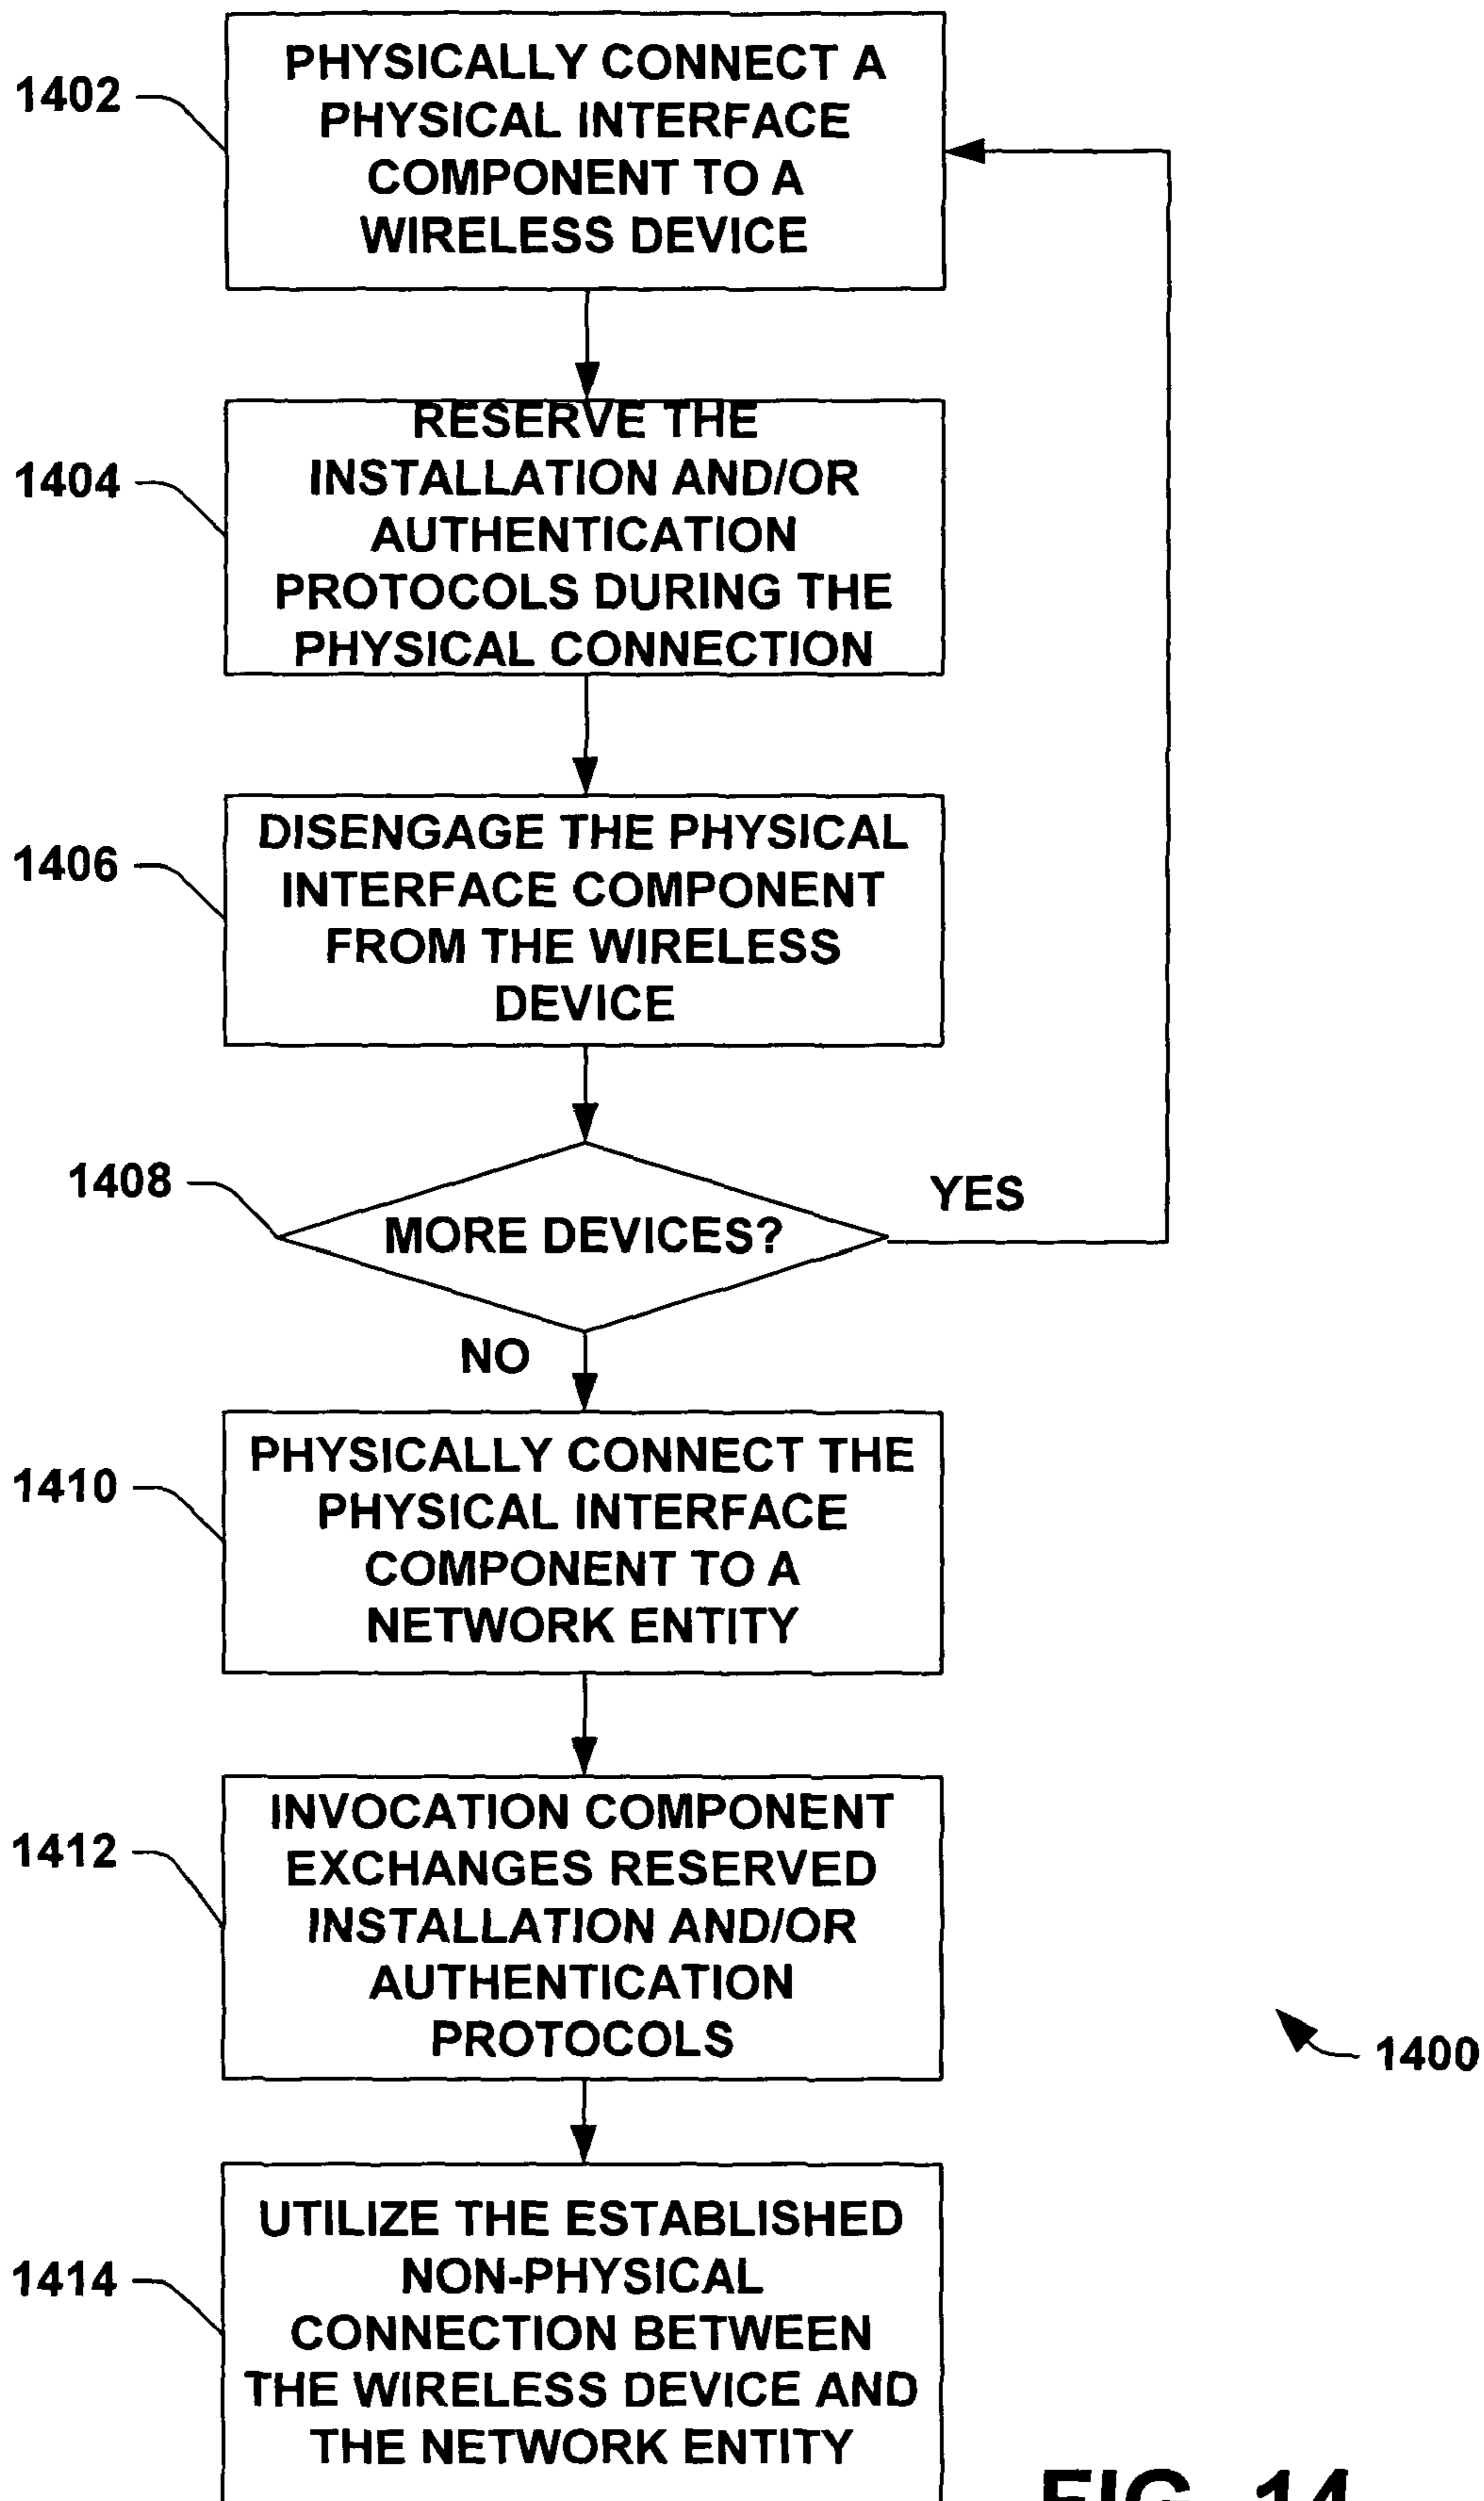 1402
PHYSICALLY CONNECT A
PHYSICAL INTERFACE
COMPONENT TO A
WIRELESS DEVICE
1404
RESERVE THE
INSTALLATION AND/OR
AUTHENTICATION
PROTOCOLS DURING THE
PHYSICAL CONNECTION
1406
DISENGAGE THE PHYSICAL
INTERFACE COMPONENT
FROM THE WIRELESS
DEVICE
1408
MORE DEVICES?
YES
NO
1410
PHYSICALLY CONNECT THE
PHYSICAL INTERFACE
COMPONENT TO A
NETWORK ENTITY
1412
INVOCATION COMPONENT
EXCHANGES RESERVED
INSTALLATION AND/OR
AUTHENTICATION
PROTOCOLS
1400
1414
UTILIZE THE ESTABLISHED
NON-PHYSICAL
CONNECTION BETWEEN
THE WIRELESS DEVICE AND
THE NETWORK ENTITY
FIG. 14